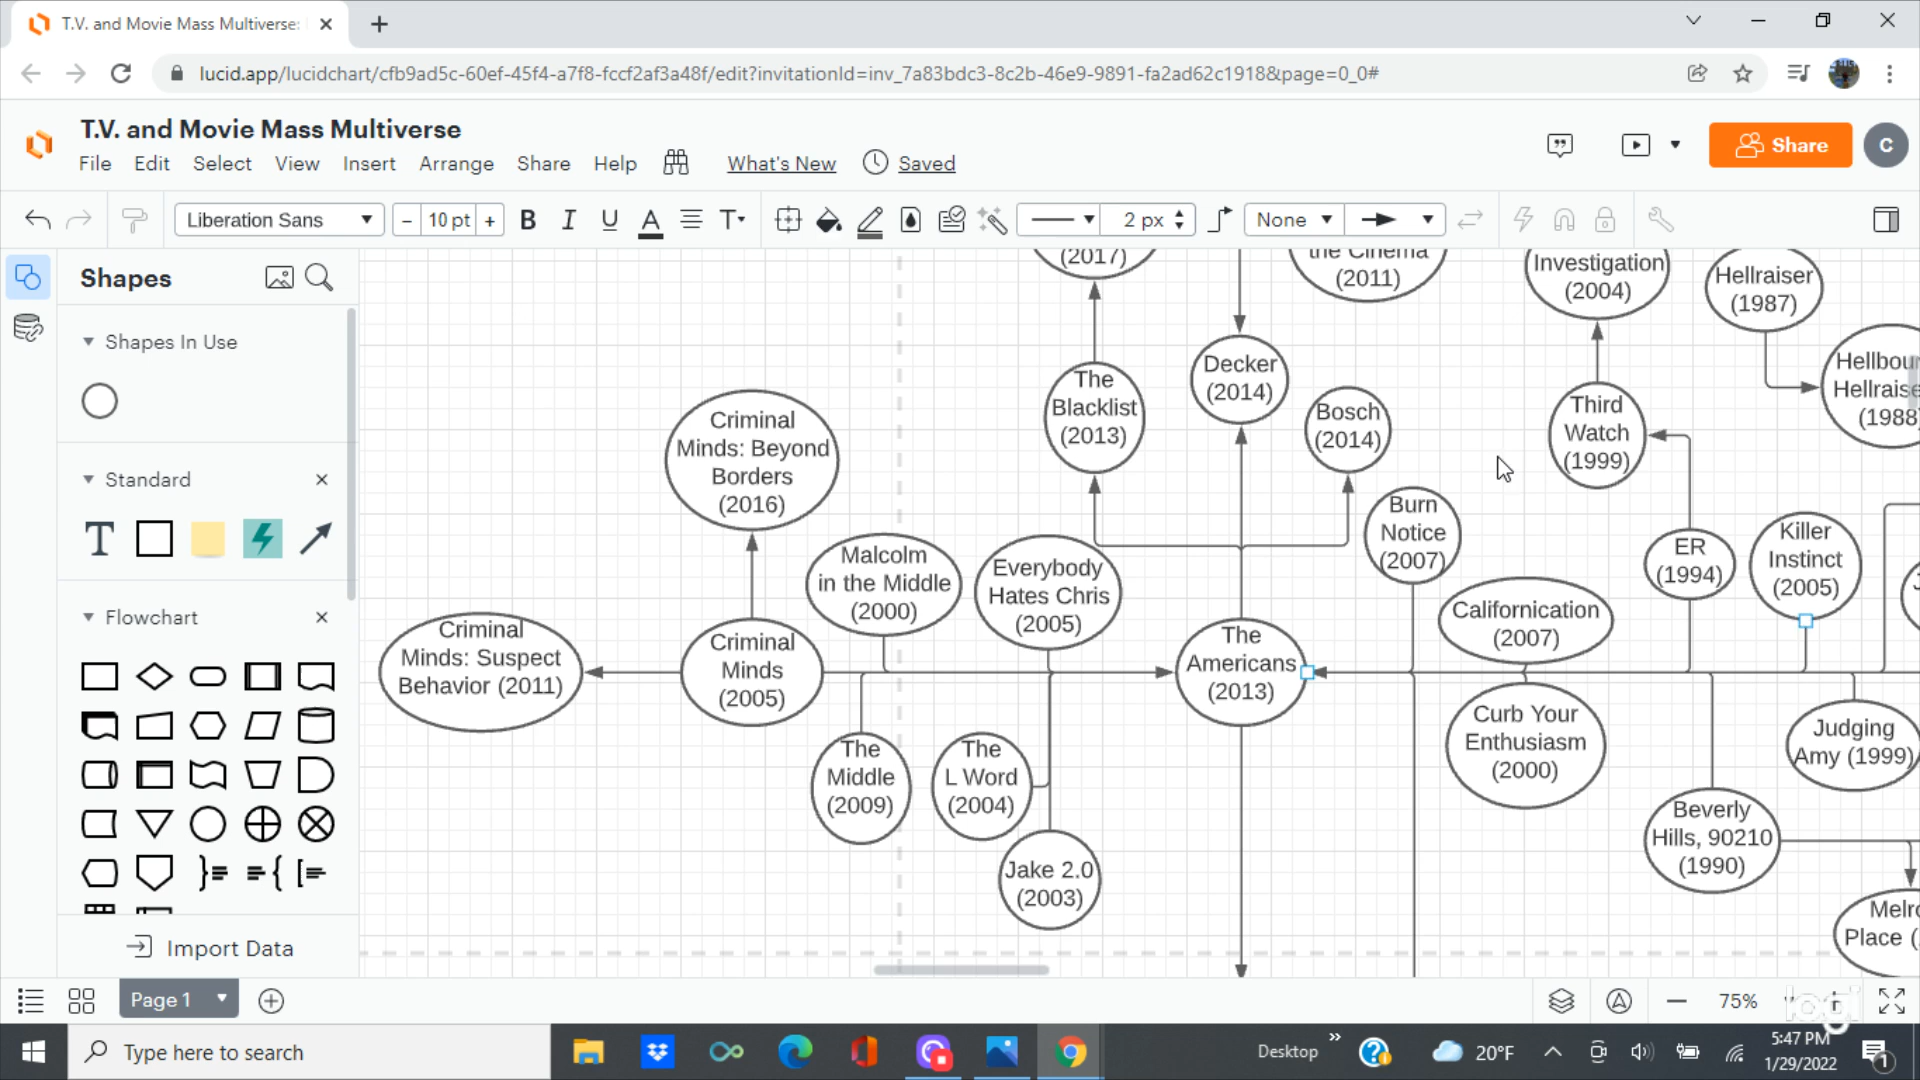 T.V. and Movie Mass Multiverse:
lucid.app/lucidchart/cfb9ad5c-60ef-45f4-a7f8-fccf2af3a48f/edit?invitationId=inv_7a83bdc3-8c2b-46e9-9891-fa2ad62c1918&page=0_0#
T.V. and Movie Mass Multiverse
File Edit Select View Insert Arrange Share Help What's New Saved
Share
C
Liberation Sans
10 pt
B I U A T
2 px
None
Shapes
Shapes In Use
Standard
T
Flowchart
Import Data
(2017)
the Cinema
(2011)
Investigation
(2004)
Hellraiser
(1987)
The
Blacklist
(2013)
Decker
(2014)
Bosch
(2014)
Third
Watch
(1999)
(1988)
Criminal
Minds: Beyond
Borders
(2016)
Burn
Notice
(2007)
Malcolm
in the Middle
(2000)
Everybody
Hates Chris
(2005)
ER
(1994)
Killer
Instinct
(2005)
Californication
(2007)
Criminal
Minds: Suspect
Behavior (2011)
Criminal
Minds
(2005)
The
Americans
(2013)
Curb Your
Enthusiasm
(2000)
Judging
Amy (1999)
The
Middle
(2009)
The
L Word
(2004)
Beverly
Hills, 90210
(1990)
Jake 2.0
(2003)
Place
Page 1
75%
logi
Type here to search
Desktop
20°F
5:47 PM
1/29/2022
1